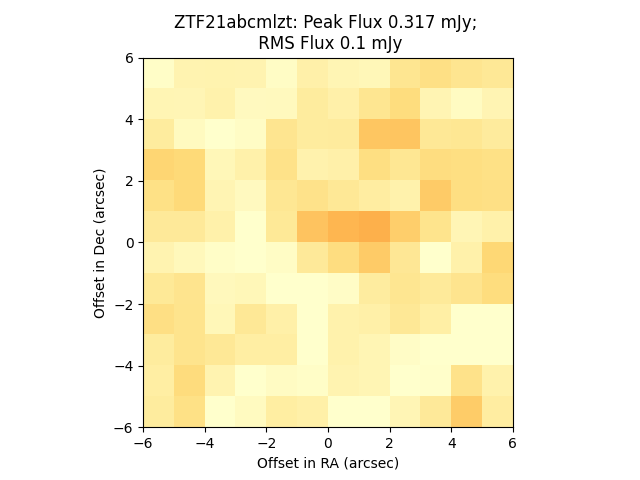 ZTF21abcmlzt: Peak Flux 0.317 mJy;
RMS Flux 0.1 mJy
6
4
2
0
−2
−4
−6
Offset in Dec (arcsec)
−6 −4 −2 0 2 4 6
Offset in RA (arcsec)